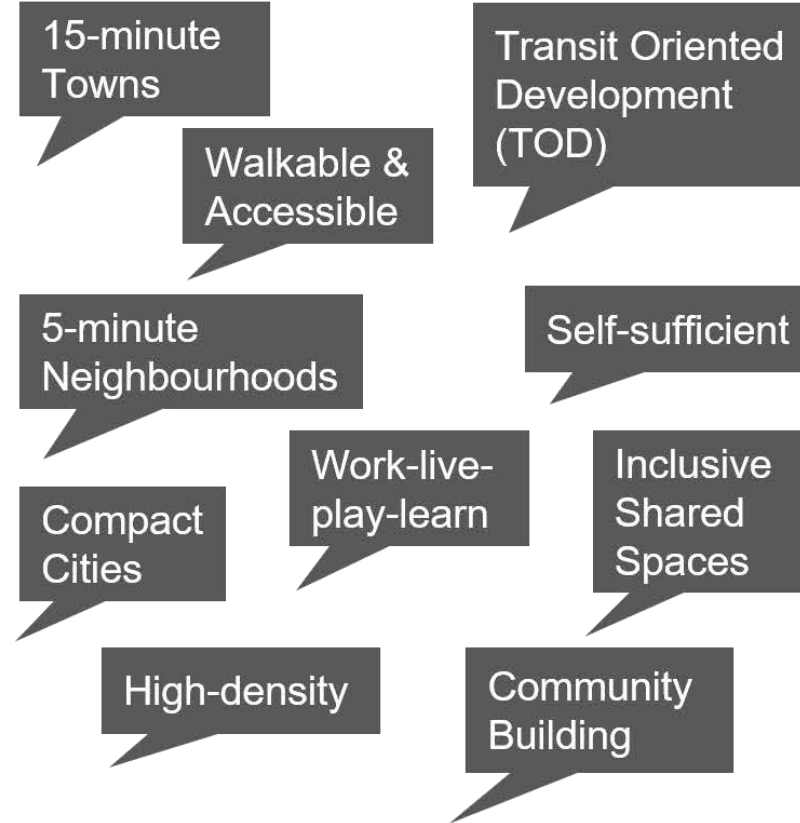 15-minute
Towns
Transit Oriented
Development
(TOD)
Walkable &
Accessible
5-minute
Neighbourhoods
Self-sufficient
Work-live-
play-learn
Inclusive
Shared
Spaces
Compact
Cities
High-density
Community
Building